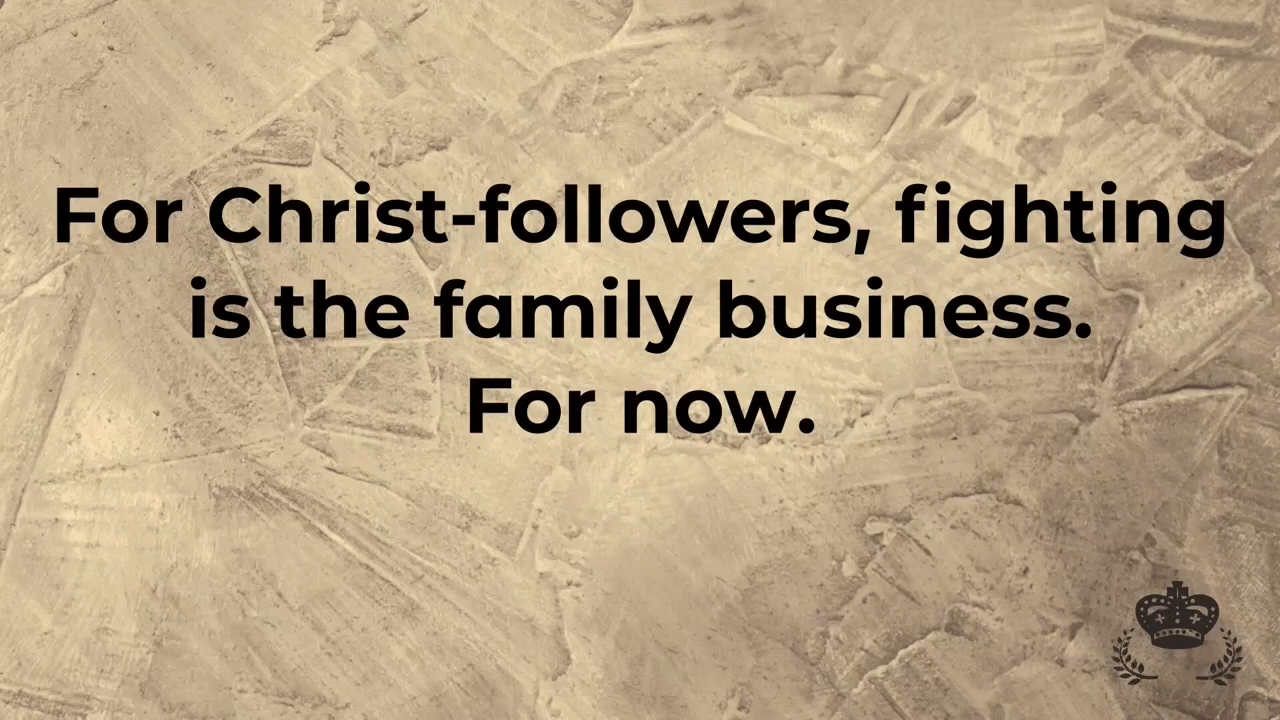 For Christ-followers, fighting
is the family business.
For now.